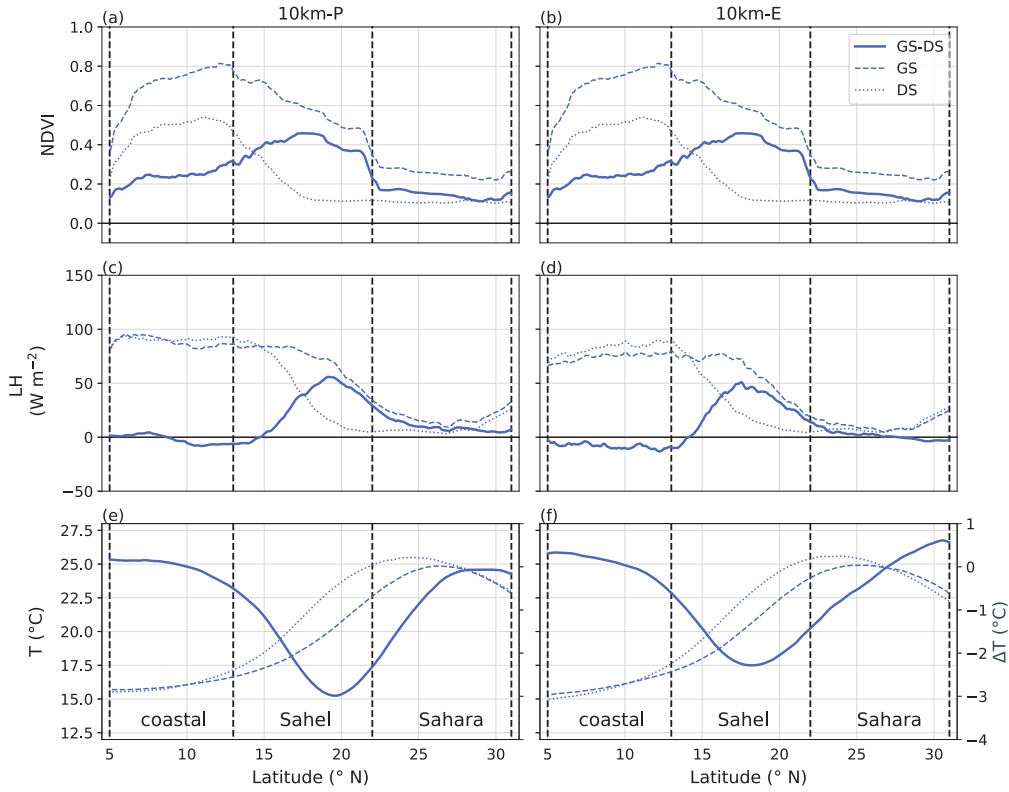 10km-P 10km-E
(a) (b)
1.0
0.8
0.6
0.4
0.2
0.0
NDVI
GS-DS
GS
DS
(c) (d)
150
100
50
0
−50
LH
(W m⁻²)
(e) (f)
27.5
25.0
22.5
20.0
17.5
15.0
12.5
T (°C)
1
0
−1
−2
−3
−4
ΔT (°C)
coastal Sahel Sahara coastal Sahel Sahara
5 10 15 20 25 30 5 10 15 20 25 30
Latitude (° N) Latitude (° N)